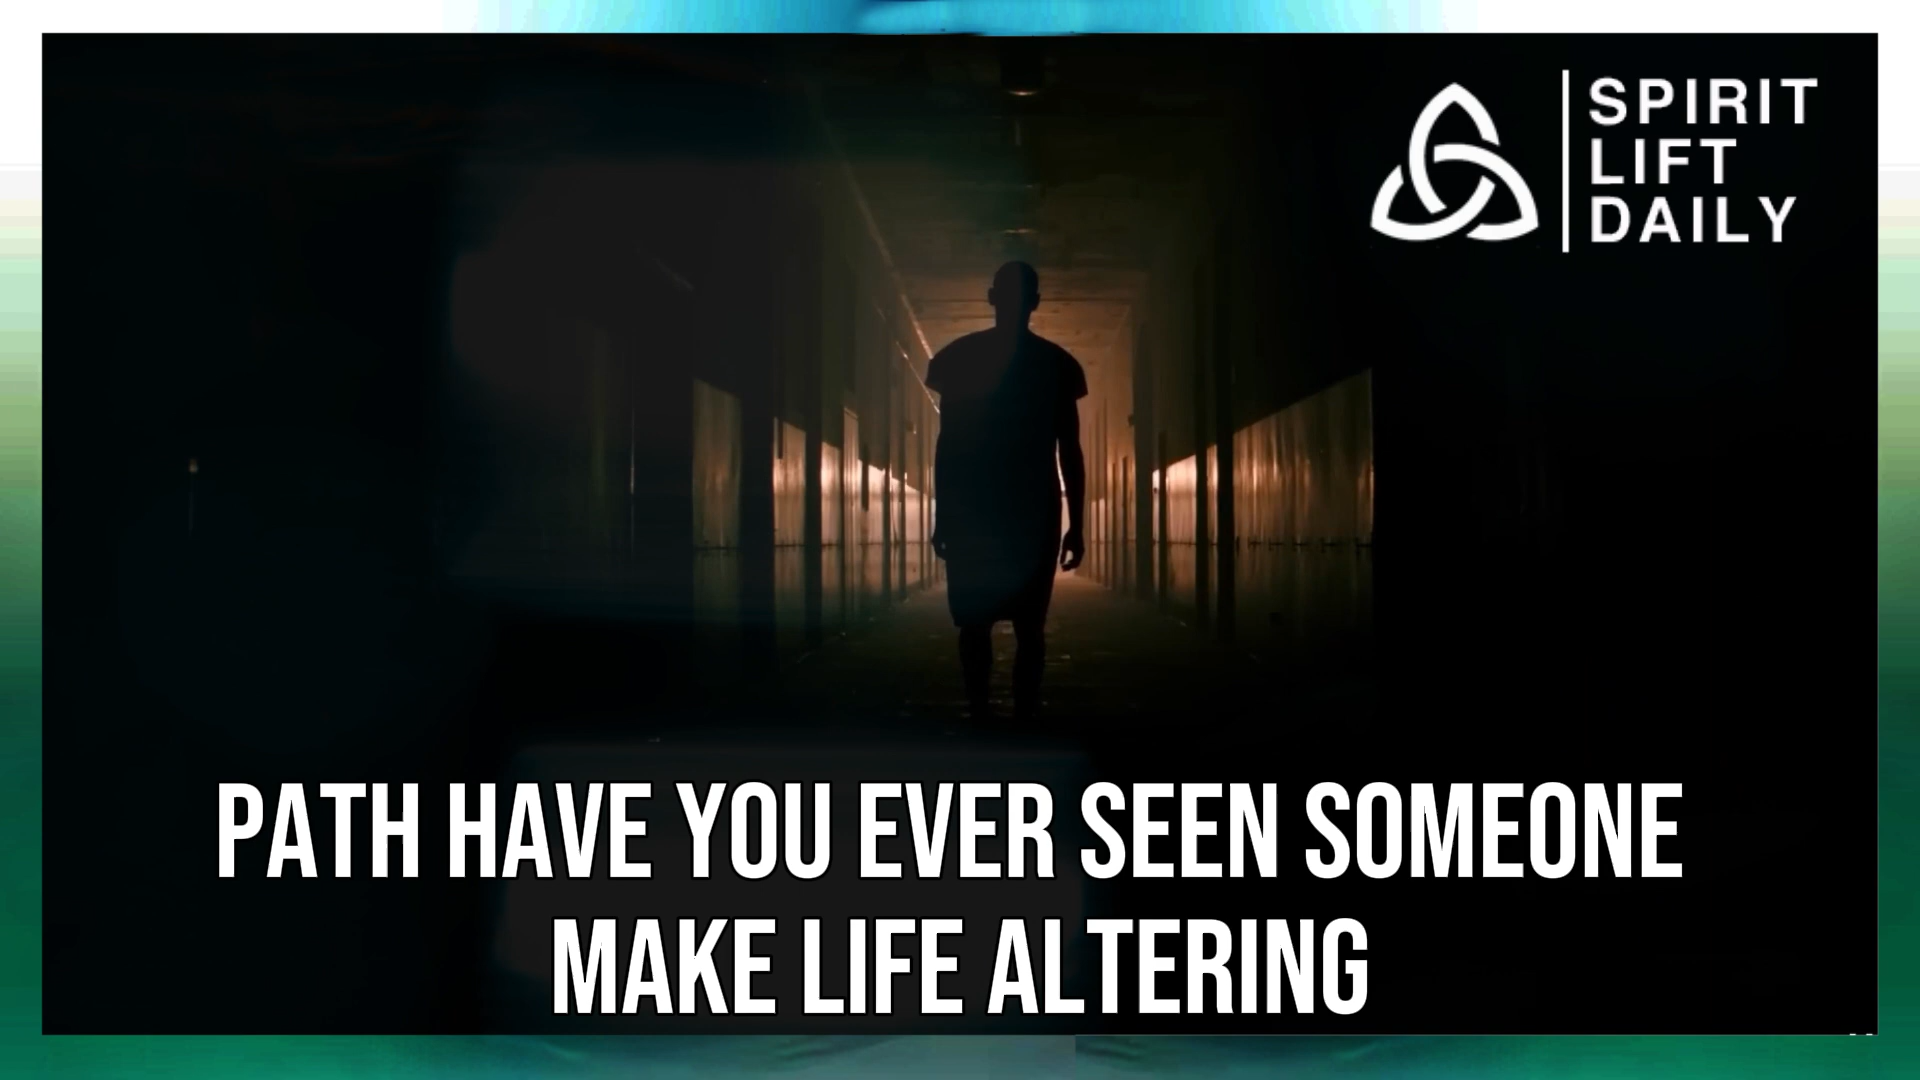 SPIRIT
LIFT
DAILY
PATH HAVE YOU EVER SEEN SOMEONE
MAKE LIFE ALTERING